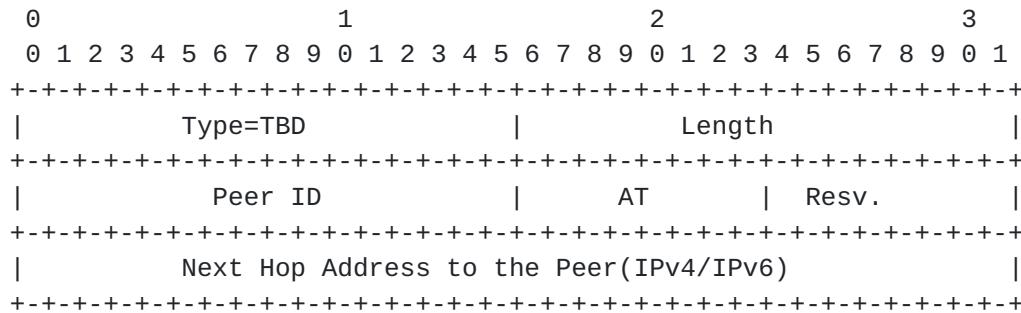 0                   1                   2                   3
 0 1 2 3 4 5 6 7 8 9 0 1 2 3 4 5 6 7 8 9 0 1 2 3 4 5 6 7 8 9 0 1
+-+-+-+-+-+-+-+-+-+-+-+-+-+-+-+-+-+-+-+-+-+-+-+-+-+-+-+-+-+-+-+-+
|          Type=TBD             |          Length               |
+-+-+-+-+-+-+-+-+-+-+-+-+-+-+-+-+-+-+-+-+-+-+-+-+-+-+-+-+-+-+-+-+
|            Peer ID            |      AT       |  Resv.        |
+-+-+-+-+-+-+-+-+-+-+-+-+-+-+-+-+-+-+-+-+-+-+-+-+-+-+-+-+-+-+-+-+
|          Next Hop Address to the Peer(IPv4/IPv6)              |
+-+-+-+-+-+-+-+-+-+-+-+-+-+-+-+-+-+-+-+-+-+-+-+-+-+-+-+-+-+-+-+-+